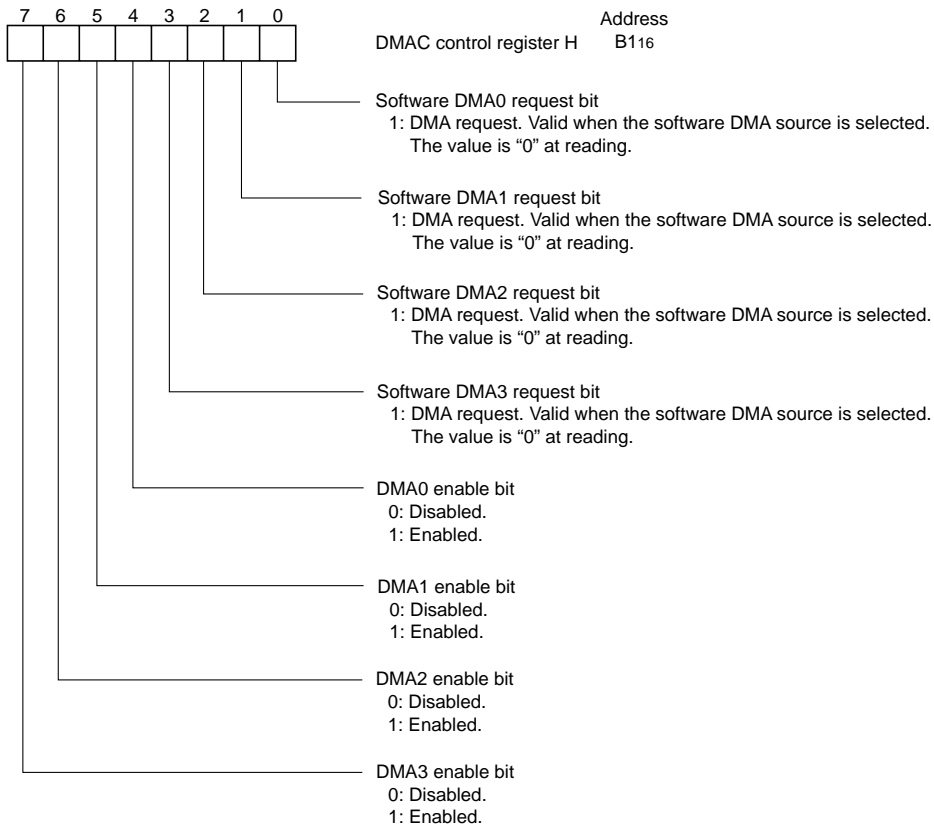 7 6 5 4 3 2 1 0
Address
DMAC control register H B116
Software DMA0 request bit
1: DMA request. Valid when the software DMA source is selected.
The value is “0” at reading.
Software DMA1 request bit
1: DMA request. Valid when the software DMA source is selected.
The value is “0” at reading.
Software DMA2 request bit
1: DMA request. Valid when the software DMA source is selected.
The value is “0” at reading.
Software DMA3 request bit
1: DMA request. Valid when the software DMA source is selected.
The value is “0” at reading.
DMA0 enable bit
0: Disabled.
1: Enabled.
DMA1 enable bit
0: Disabled.
1: Enabled.
DMA2 enable bit
0: Disabled.
1: Enabled.
DMA3 enable bit
0: Disabled.
1: Enabled.